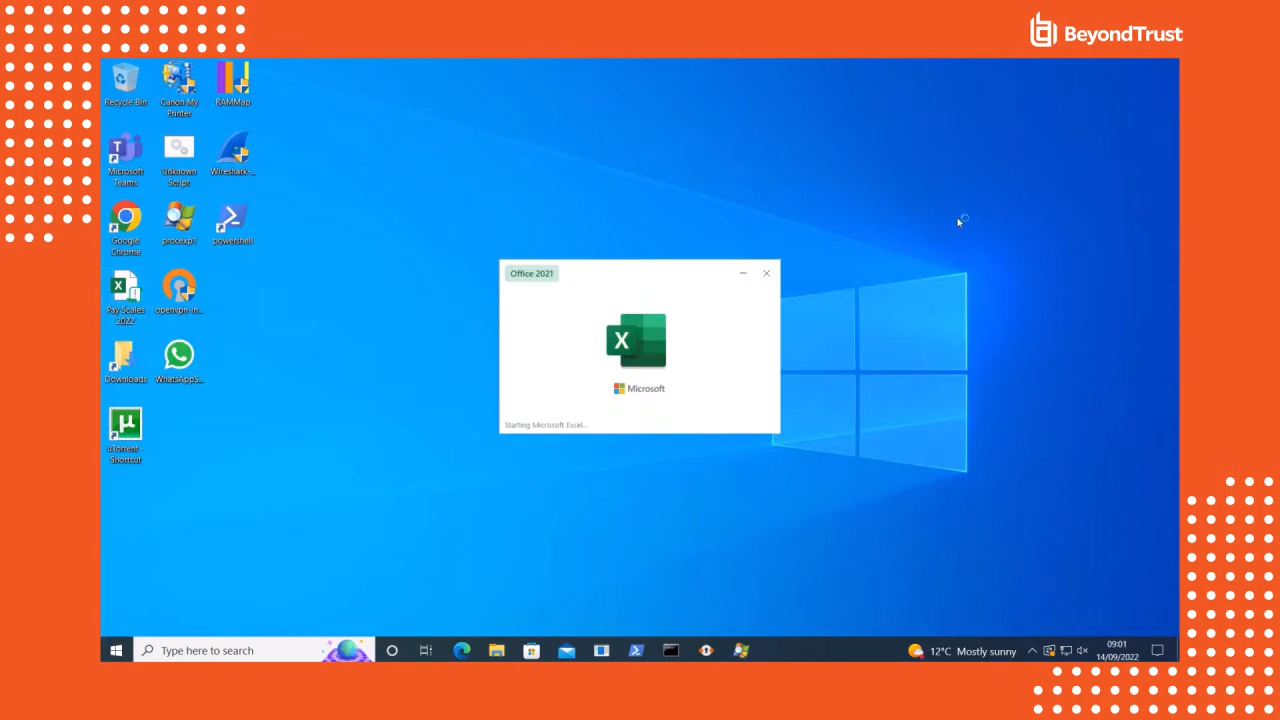 BeyondTrust
Recycle Bin
Canon My
Printer
RAMMap
Microsoft
Teams
Unknown
Script
Wireshark-...
Google
Chrome
procexp1
powershell
Pay Scales
2022
openvpn-in...
Downloads
WhatsAppS...
uTorrent -
Shortcut
Office 2021
Microsoft
Starting Microsoft Excel...
Type here to search
12°C Mostly sunny
09:01
14/09/2022